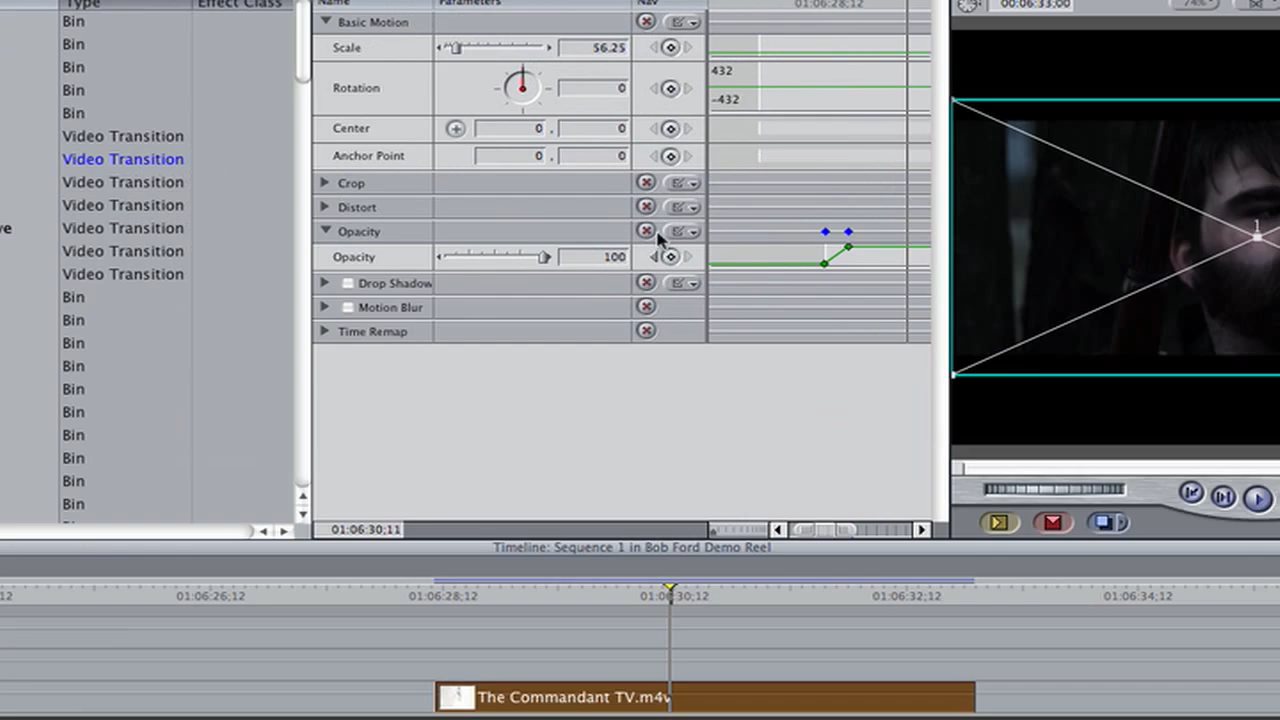 Type Effect Class
Name Parameters Nav 01:06:28;12
01:06:33;00 74%
Bin
Bin
Bin
Bin
Bin
Video Transition
Video Transition
Video Transition
Video Transition
ve Video Transition
Video Transition
Video Transition
Bin
Bin
Bin
Bin
Bin
Bin
Bin
Bin
Bin
Bin
Basic Motion
Scale 56.25
Rotation 0
432
-432
Center 0 , 0
Anchor Point 0 , 0
Crop
Distort
Opacity
Opacity 100
Drop Shadow
Motion Blur
Time Remap
1
01:06:30;11
Timeline: Sequence 1 in Bob Ford Demo Reel
12 01:06:26;12 01:06:28;12 01:06:30;12 01:06:32;12 01:06:34;12
The Commandant TV.m4v